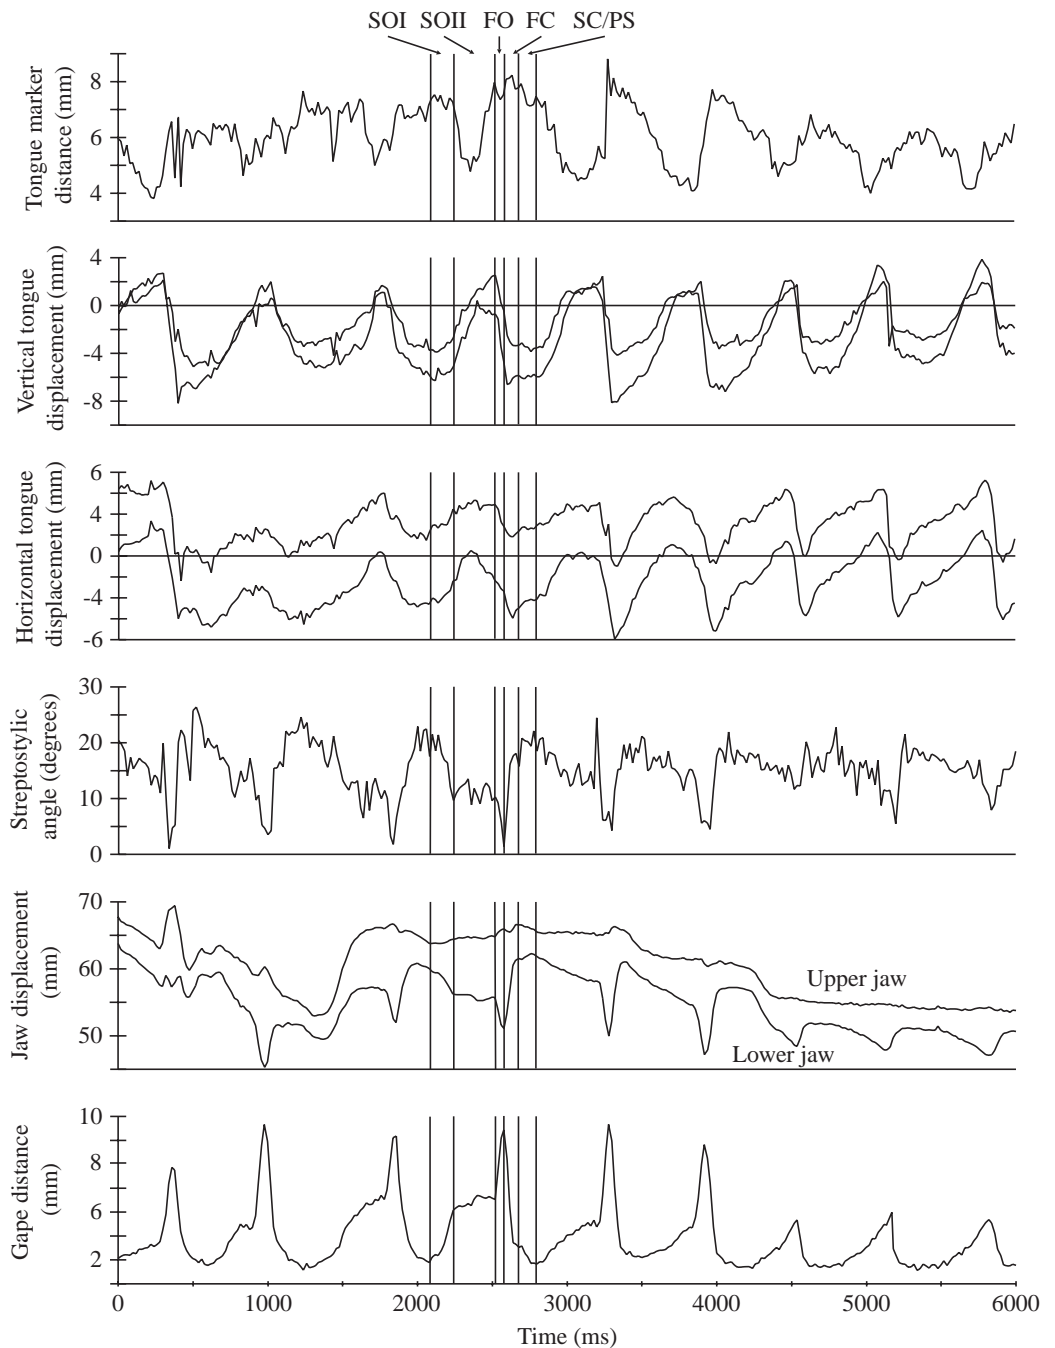 SOI SOII FO FC SC/PS
Tongue marker
distance (mm)
8
6
4
Vertical tongue
displacement (mm)
4
0
-4
-8
Horizontal tongue
displacement (mm)
6
4
0
-4
-6
Streptostylic
angle (degrees)
30
20
10
0
Jaw displacement
(mm)
70
60
50
Upper jaw
Lower jaw
Gape distance
(mm)
10
8
6
2
0 1000 2000 3000 4000 5000 6000
Time (ms)